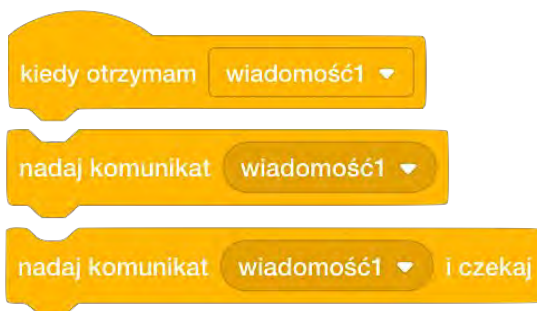 kiedy otrzymam wiadomość1
nadaj komunikat wiadomość1
nadaj komunikat wiadomość1 i czekaj